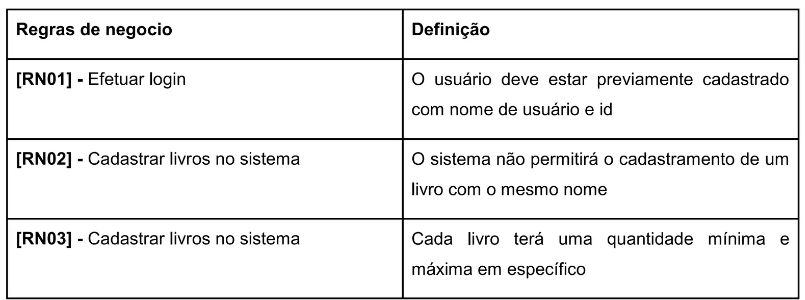 Regras de negocio
Definição
[RN01] - Efetuar login
O usuário deve estar previamente cadastrado
com nome de usuário e id
[RN02] - Cadastrar livros no sistema
O sistema não permitirá o cadastramento de um
livro com o mesmo nome
[RN03] - Cadastrar livros no sistema
Cada livro terá uma quantidade mínima e
máxima em específico